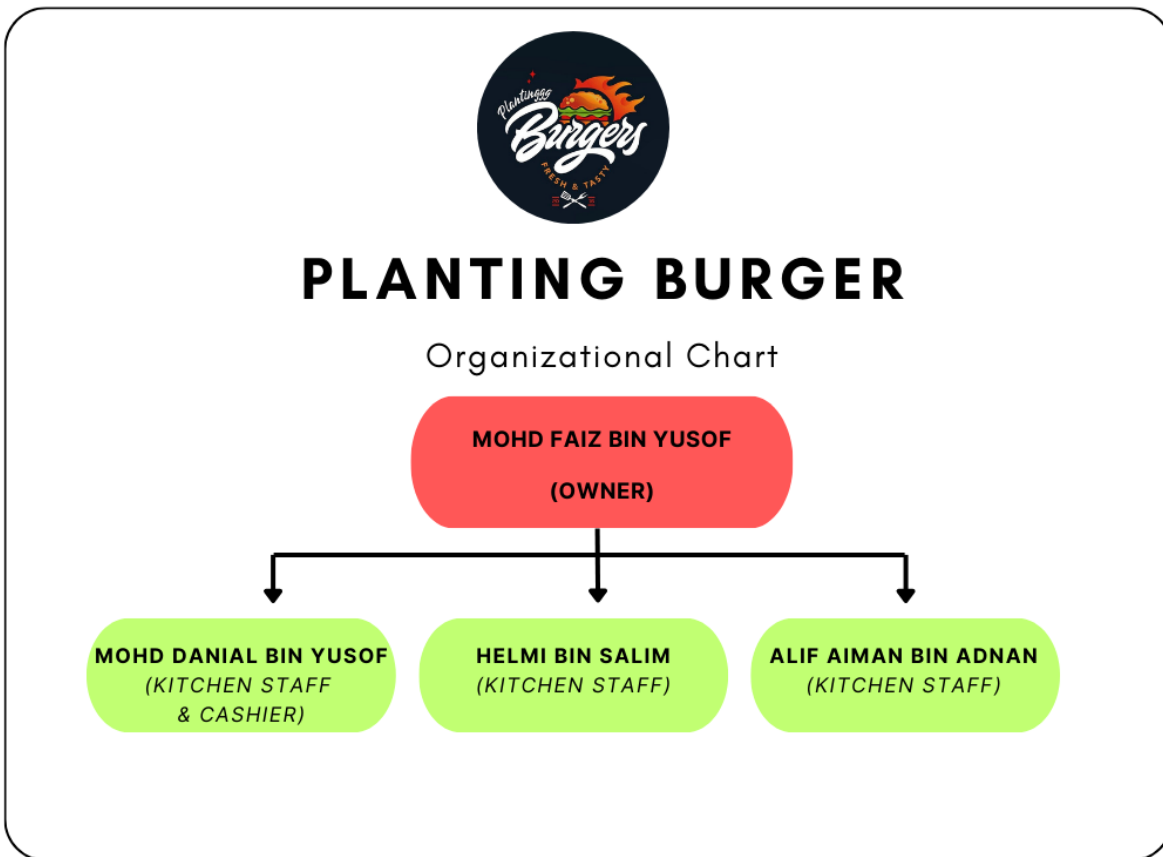 Plantinggg
Burgers
FRESH & TASTY
PLANTING BURGER
Organizational Chart
MOHD FAIZ BIN YUSOF
(OWNER)
MOHD DANIAL BIN YUSOF
(KITCHEN STAFF
& CASHIER)
HELMI BIN SALIM
(KITCHEN STAFF)
ALIF AIMAN BIN ADNAN
(KITCHEN STAFF)